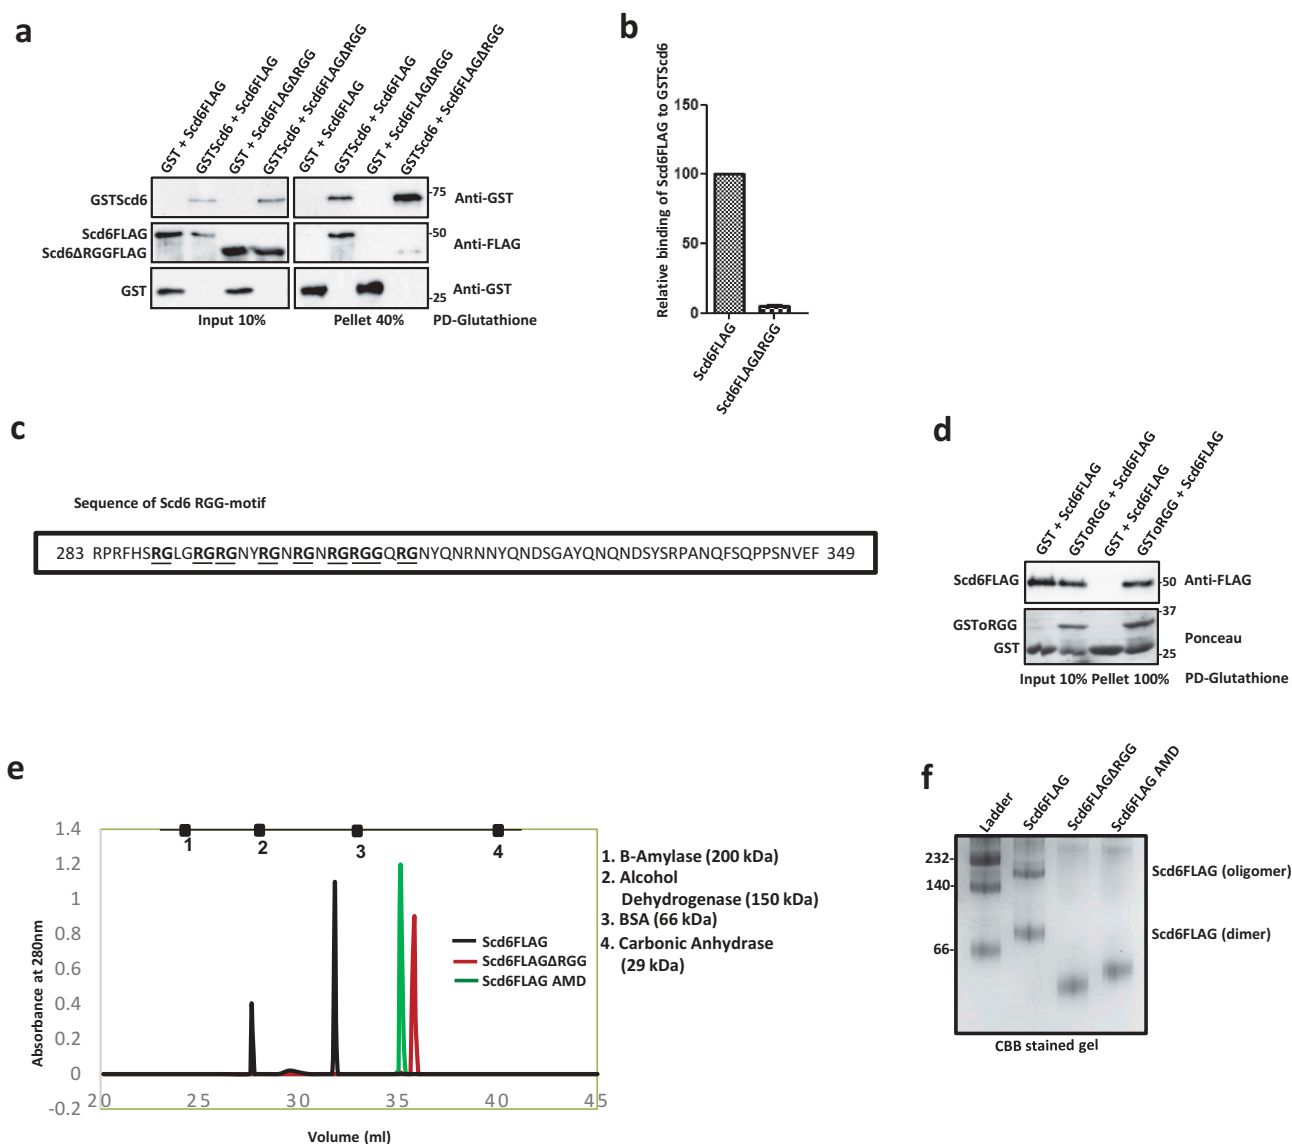 a
GST + Scd6FLAG
GSTScd6 + Scd6FLAG
GST + Scd6FLAGΔRGG
GSTScd6 + Scd6FLAGΔRGG
GST + Scd6FLAG
GSTScd6 + Scd6FLAG
GST + Scd6FLAGΔRGG
GSTScd6 + Scd6FLAGΔRGG
GSTScd6
-75
Anti-GST
Scd6FLAG
Scd6ΔRGGFLAG
-50
Anti-FLAG
GST
-25
Anti-GST
Input 10%
Pellet 40%
PD-Glutathione
b
Relative binding of Scd6FLAG to GSTScd6
150
100
50
0
Scd6FLAG
Scd6FLAGΔRGG
c
Sequence of Scd6 RGG-motif
283 RPRFHSRGLGRGRGNYRGNRGNRGRGGQRGNYQNRNNYQNDSGAYQNQNDSYSRPANQFSQPPSNVEF 349
d
GST + Scd6FLAG
GSToRGG + Scd6FLAG
GST + Scd6FLAG
GSToRGG + Scd6FLAG
Scd6FLAG
-50
Anti-FLAG
-37
GSToRGG
Ponceau
GST
-25
Input 10%
Pellet 100%
PD-Glutathione
e
Absorbance at 280nm
1.4
1.2
1
0.8
0.6
0.4
0.2
0
-0.2
20
25
30
35
40
45
Volume (ml)
1
2
3
4
Scd6FLAG
Scd6FLAGΔRGG
Scd6FLAG AMD
1. B-Amylase (200 kDa)
2. Alcohol
Dehydrogenase (150 kDa)
3. BSA (66 kDa)
4. Carbonic Anhydrase
(29 kDa)
f
Ladder
Scd6FLAG
Scd6FLAGΔRGG
Scd6FLAG AMD
232-
140-
66-
Scd6FLAG (oligomer)
Scd6FLAG (dimer)
CBB stained gel